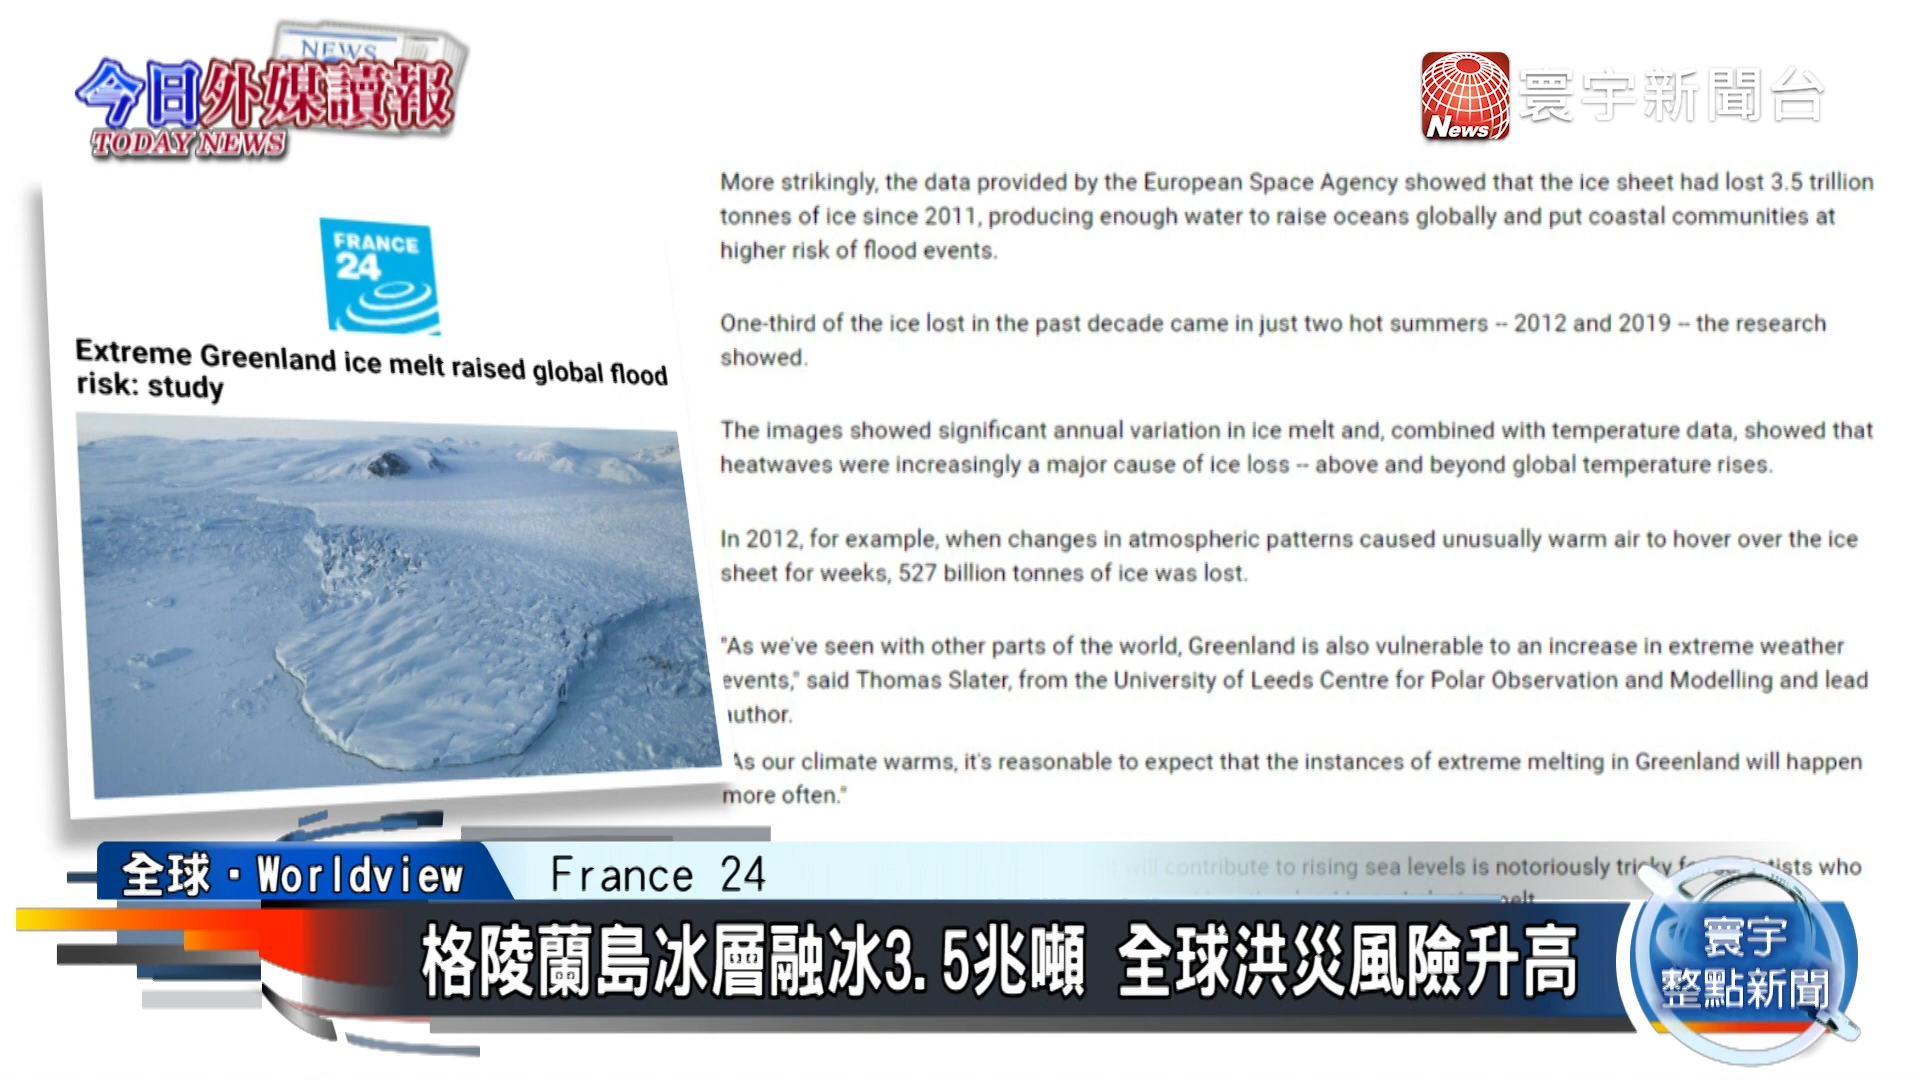 NEWS
今日外媒讀報
TODAY NEWS
News
寰宇新聞台
FRANCE
24
Extreme Greenland ice melt raised global flood
risk: study
More strikingly, the data provided by the European Space Agency showed that the ice sheet had lost 3.5 trillion
tonnes of ice since 2011, producing enough water to raise oceans globally and put coastal communities at
higher risk of flood events.
One-third of the ice lost in the past decade came in just two hot summers -- 2012 and 2019 -- the research
showed.
The images showed significant annual variation in ice melt and, combined with temperature data, showed that
heatwaves were increasingly a major cause of ice loss -- above and beyond global temperature rises.
In 2012, for example, when changes in atmospheric patterns caused unusually warm air to hover over the ice
sheet for weeks, 527 billion tonnes of ice was lost.
"As we've seen with other parts of the world, Greenland is also vulnerable to an increase in extreme weather
events," said Thomas Slater, from the University of Leeds Centre for Polar Observation and Modelling and lead
uthor.
As our climate warms, it's reasonable to expect that the instances of extreme melting in Greenland will happen
more often."
will contribute to rising sea levels is notoriously tricky
who
全球·Worldview
France 24
格陵蘭島冰層融冰3.5兆噸 全球洪災風險升高
寰宇
整點新聞